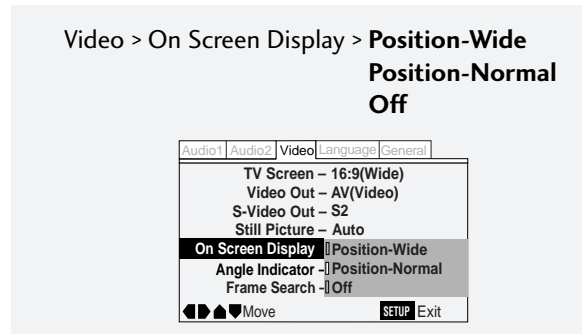 Video > On Screen Display > Position-Wide
Position-Normal
Off
Audio1 Audio2 Video Language General
TV Screen – 16:9(Wide)
Video Out – AV(Video)
S-Video Out – S2
Still Picture – Auto
On Screen Display Position-Wide
Angle Indicator - Position-Normal
Frame Search - Off
Move SETUP Exit